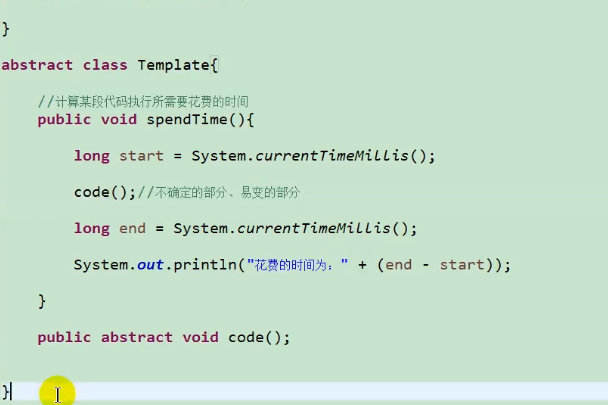 }
abstract class Template{
//计算某段代码执行所需要花费的时间
public void spendTime(){
long start = System.currentTimeMillis();
code();//不确定的部分、易变的部分
long end = System.currentTimeMillis();
System.out.println("花费的时间为：" + (end - start));
}
public abstract void code();
}